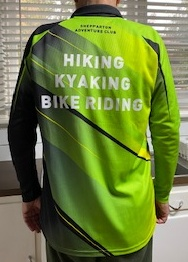 SHEPPARTON
ADVENTURE CLUB
HIKING
KYAKING
BIKE RIDING